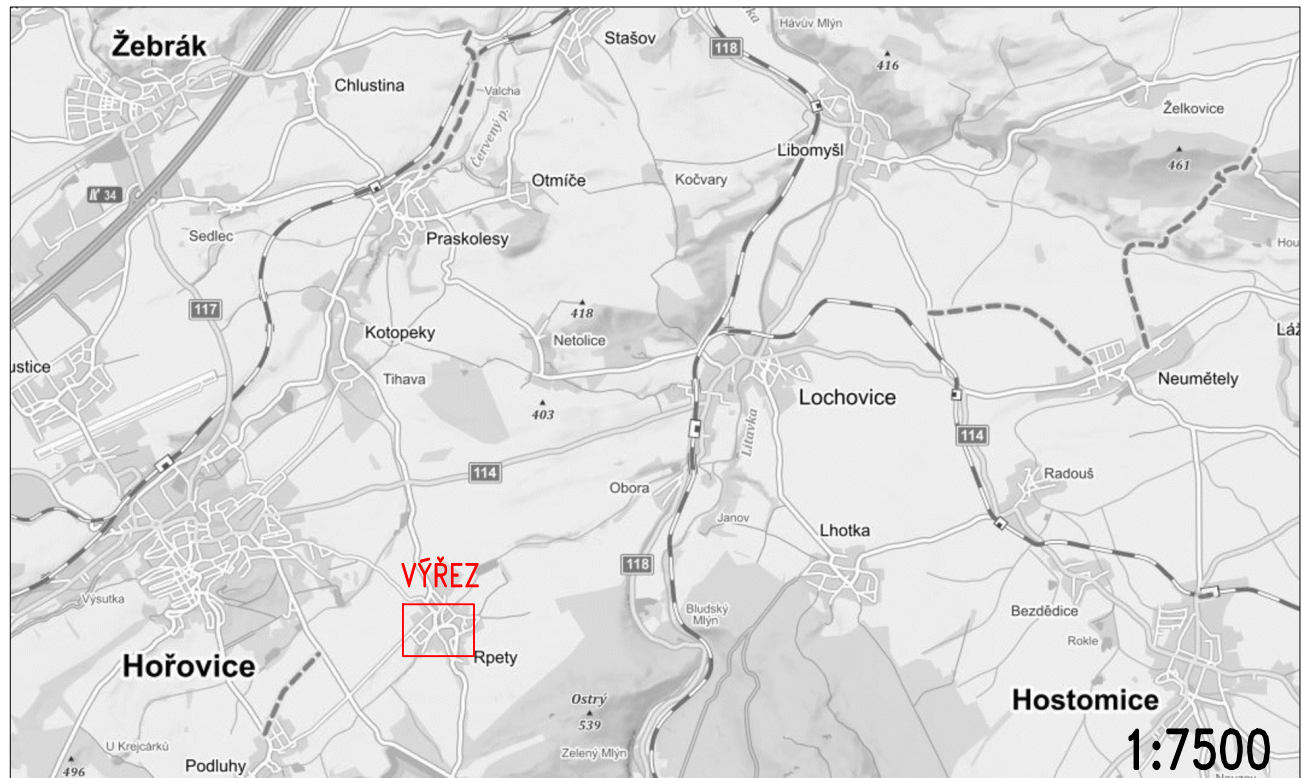 Žebrák
Stašov
118
Hávův Mlýn
416
Chlustina
Valcha
Červený p.
Želkovice
Libomyšl
461
34
Otmíče
Kočvary
Sedlec
Praskolesy
Hou
117
418
Kotopeky
Netolice
Láž
ustice
Tihava
Neumětely
403
Lochovice
Litavka
114
114
Radouš
Obora
Janov
Lhotka
118
VÝŘEZ
Výsutka
Bludský
Mlýn
Bezdědice
Rokle
Rpety
Hořovice
Ostrý
539
Hostomice
U Krejcárků
Zelený Mlýn
1:7500
Podluhy
496